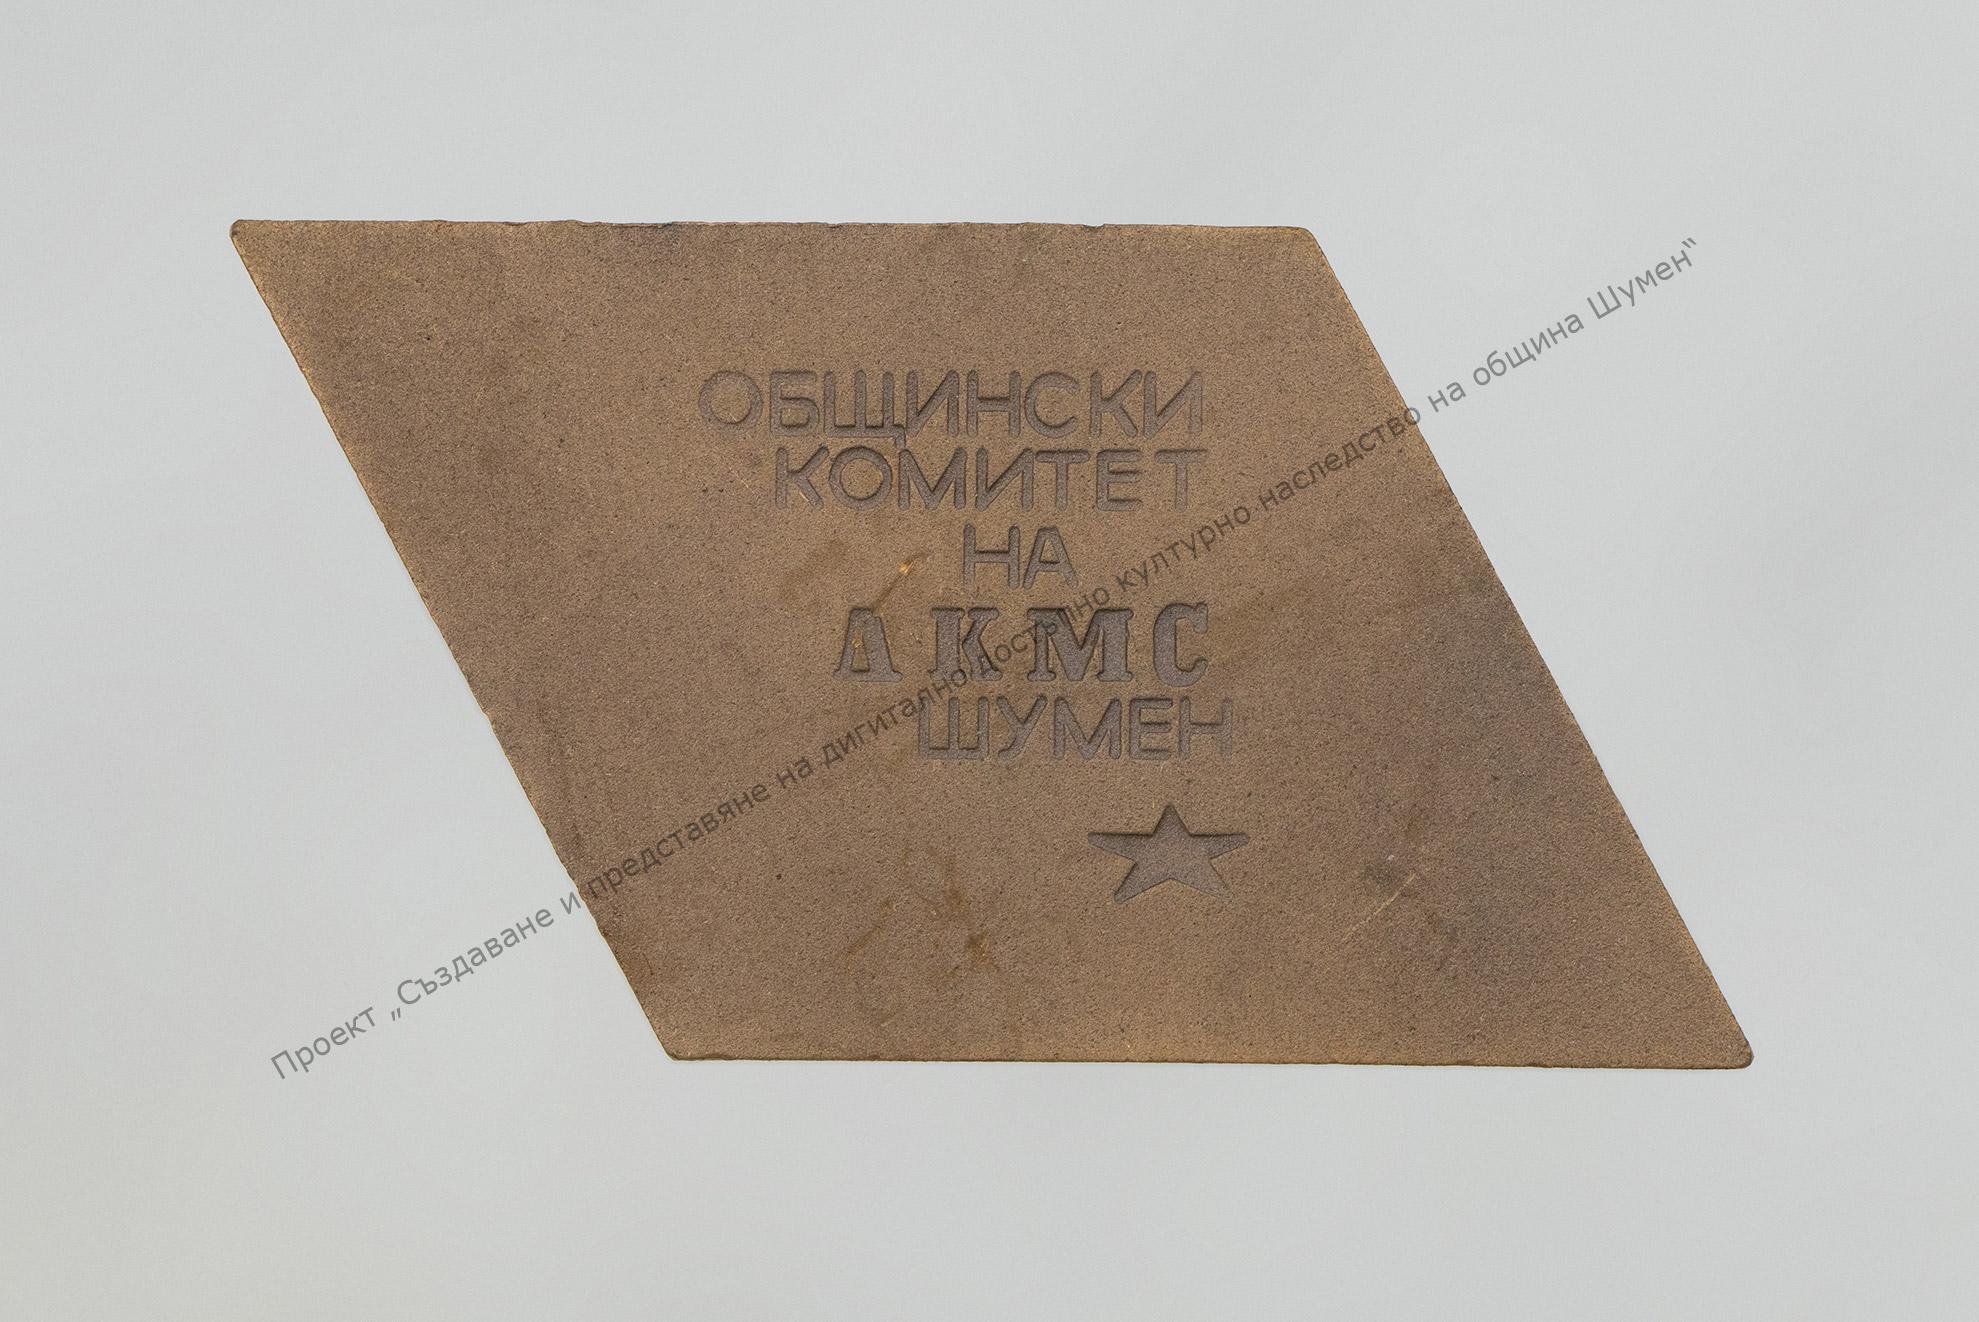 ОБЩИНСКИ
КОМИТЕТ
НА
ДКМС
ШУМЕН
Проект „Създаване и представяне на дигитално достъпно културно наследство на община Шумен“